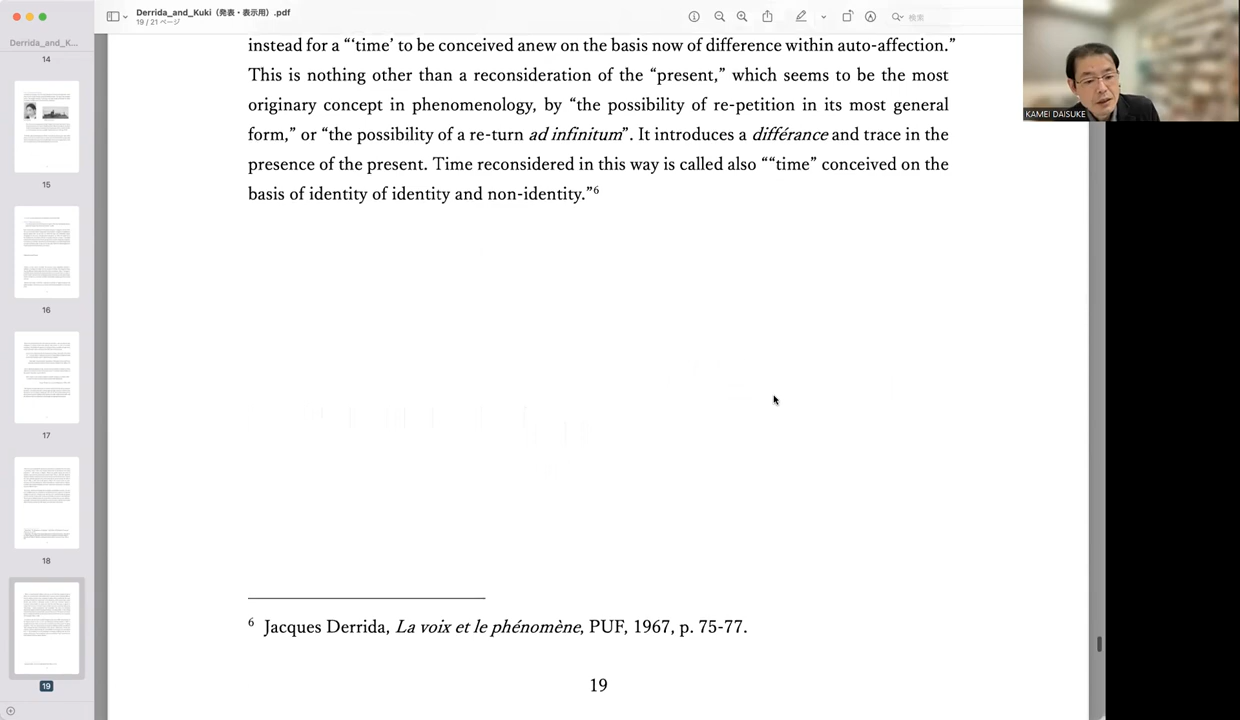 Derrida_and_Kuki（発表・表示用）.pdf
19 / 21 ページ
検索
Derrida_and_K...
14
15
16
17
18
19
instead for a “‘time’ to be conceived anew on the basis now of difference within auto-affection.”
This is nothing other than a reconsideration of the “present,” which seems to be the most
originary concept in phenomenology, by “the possibility of re-petition in its most general
form,” or “the possibility of a re-turn ad infinitum”. It introduces a différance and trace in the
presence of the present. Time reconsidered in this way is called also ““time” conceived on the
basis of identity of identity and non-identity.”6
6 Jacques Derrida, La voix et le phénomène, PUF, 1967, p. 75-77.
19
KAMEI DAISUKE